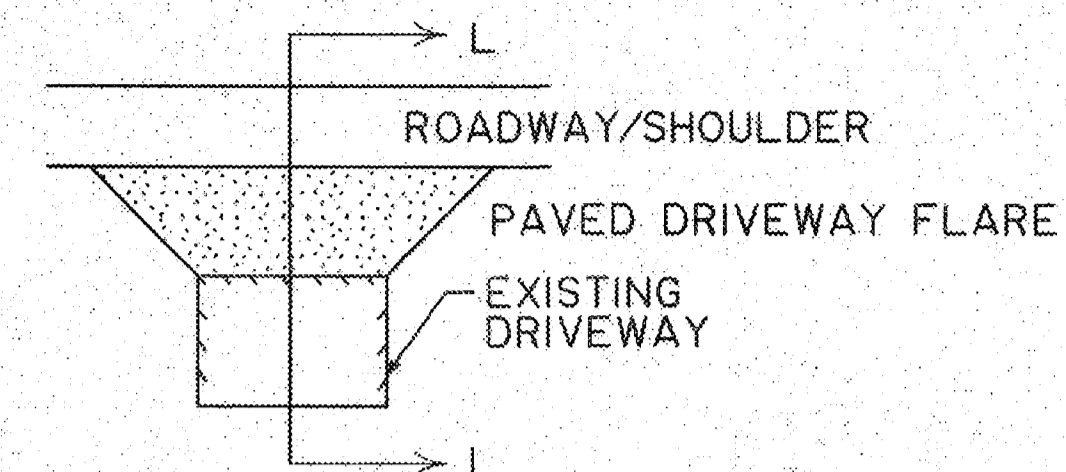 L
ROADWAY/SHOULDER
PAVED DRIVEWAY FLARE
EXISTING
DRIVEWAY